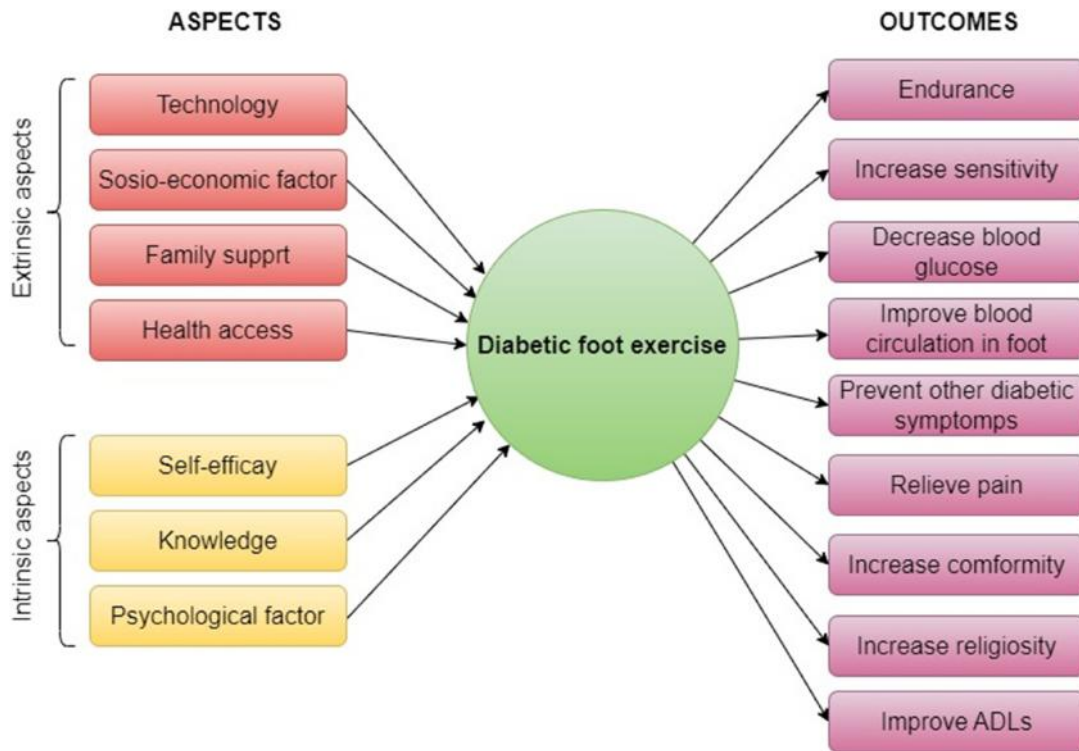 ASPECTS
Extrinsic aspects
Technology
Sosio-economic factor
Family supprt
Health access
Intrinsic aspects
Self-efficay
Knowledge
Psychological factor
Diabetic foot exercise
OUTCOMES
Endurance
Increase sensitivity
Decrease blood
glucose
Improve blood
circulation in foot
Prevent other diabetic
symptomps
Relieve pain
Increase comformity
Increase religiosity
Improve ADLs